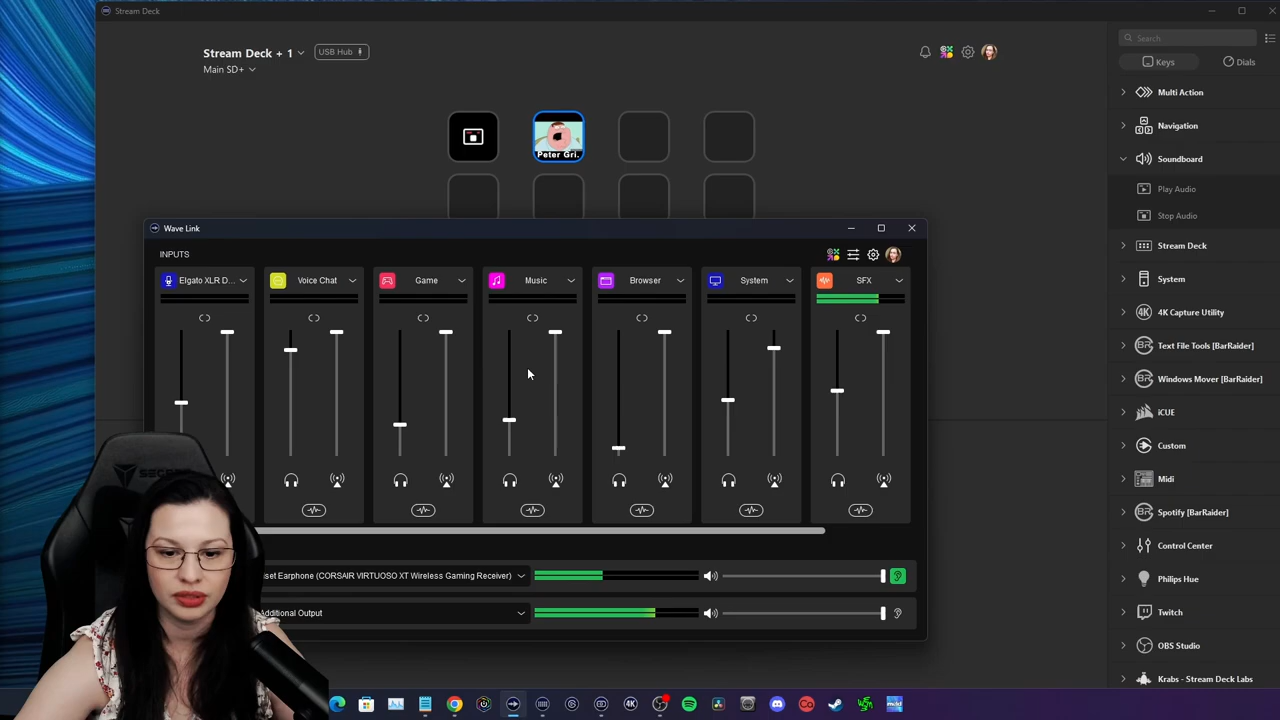 Stream Deck
Stream Deck + 1
USB Hub
Main SD+
Search
Keys
Dials
Multi Action
Navigation
Soundboard
Play Audio
Stop Audio
Stream Deck
System
4K Capture Utility
Text File Tools [BarRaider]
Windows Mover [BarRaider]
iCUE
Custom
Midi
Spotify [BarRaider]
Control Center
Philips Hue
Twitch
OBS Studio
Krabs - Stream Deck Labs
Peter Gri.
Wave Link
INPUTS
Elgato XLR D...
Voice Chat
Game
Music
Browser
System
SFX
set Earphone (CORSAIR VIRTUOSO XT Wireless Gaming Receiver)
Additional Output